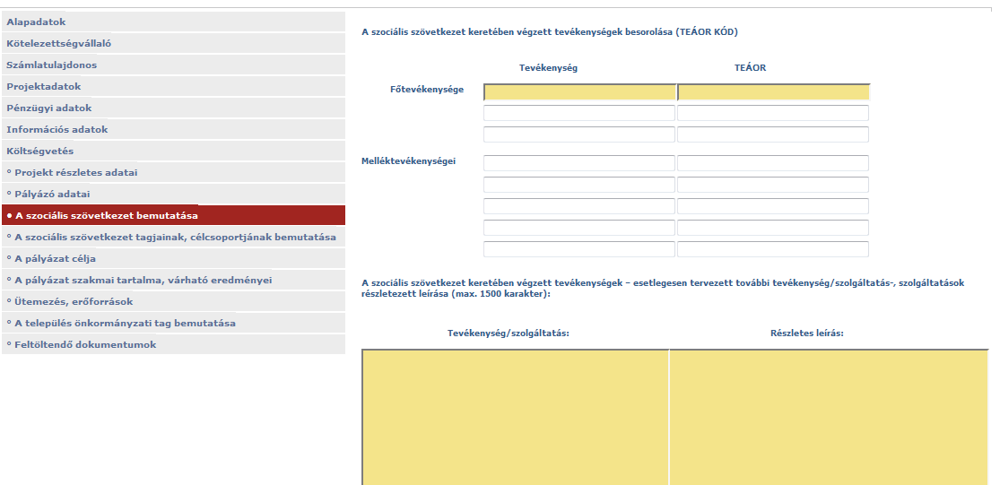 Alapadatok
Kötelezettségvállaló
Számlatulajdonos
Projektadatok
Pénzügyi adatok
Információs adatok
Költségvetés
° Projekt részletes adatai
° Pályázó adatai
• A szociális szövetkezet bemutatása
° A szociális szövetkezet tagjainak, célcsoportjának bemutatása
° A pályázat célja
° A pályázat szakmai tartalma, várható eredményei
° Ütemezés, erőforrások
° A település önkormányzati tag bemutatása
° Feltöltendő dokumentumok
A szociális szövetkezet keretében végzett tevékenységek besorolása (TEÁOR KÓD)
Tevékenység TEÁOR
Főtevékenysége
Melléktevékenységei
A szociális szövetkezet keretében végzett tevékenységek – esetlegesen tervezett további tevékenység/szolgáltatás-, szolgáltatások
részletezett leírása (max. 1500 karakter):
Tevékenység/szolgáltatás: Részletes leírás: